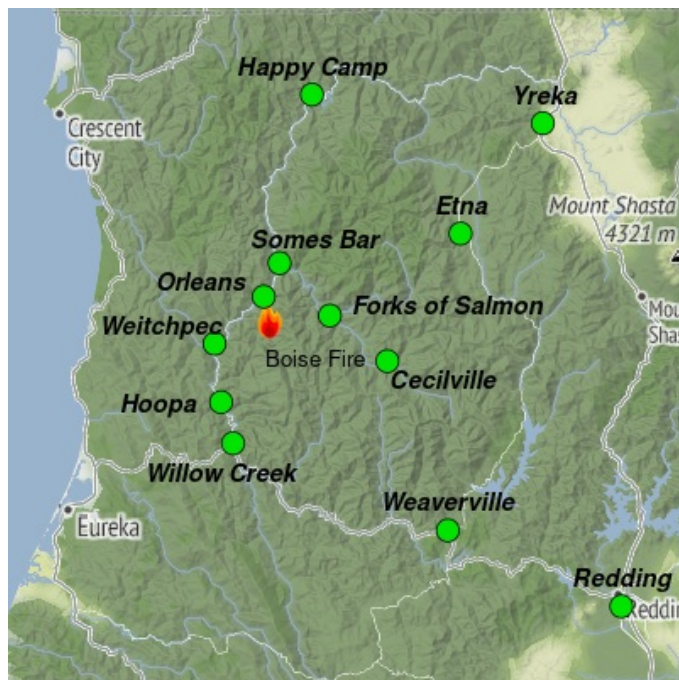 Happy Camp
Yreka
Crescent
City
Etna
Mount Shasta
4321 m
Somes Bar
Orleans
Forks of Salmon
Weitchpec
Boise Fire
Cecilville
Hoopa
Willow Creek
Weaverville
Eureka
Redding